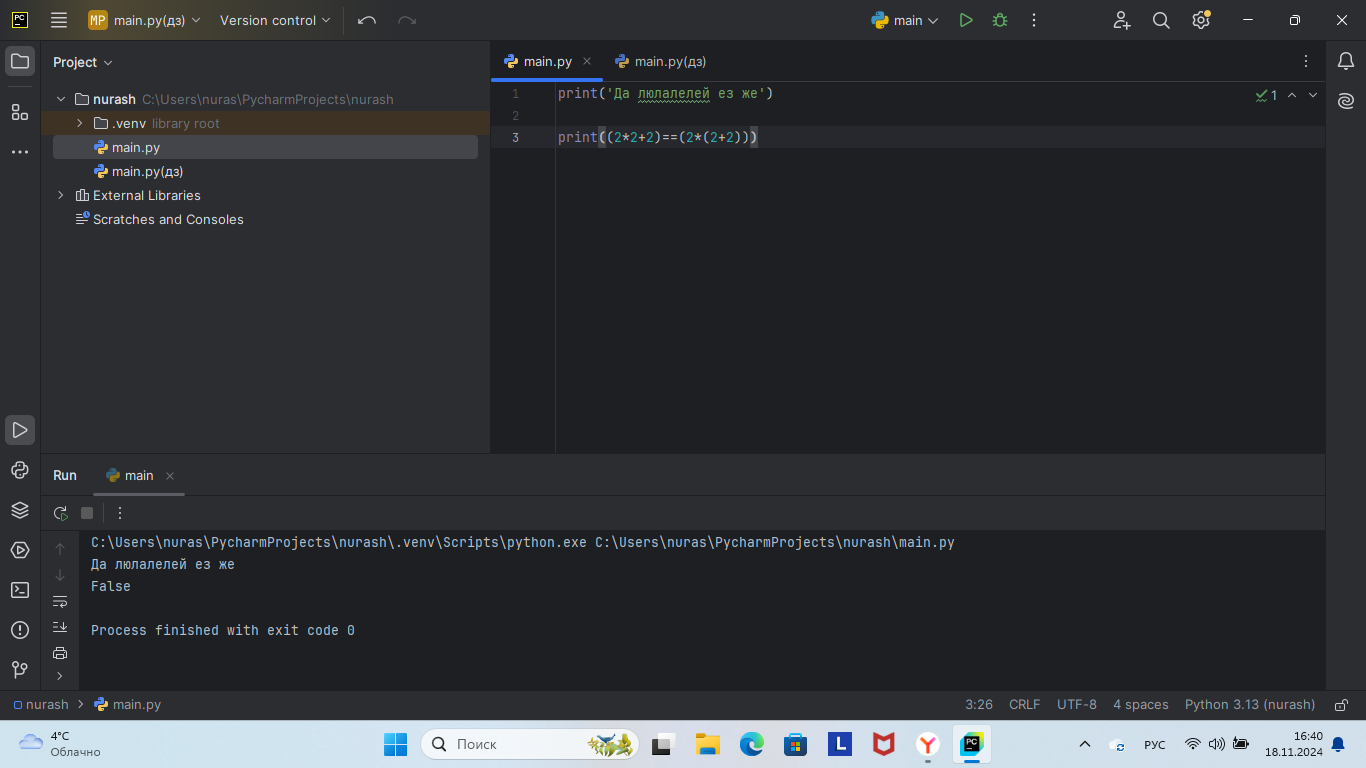 PC
MP main.py(дз) Version control main
Project
main.py main.py(дз)
nurash C:\Users\nuras\PycharmProjects\nurash
.venv library root
main.py
main.py(дз)
External Libraries
Scratches and Consoles
1 print('Да люлалелей ез же') 1
2
3 print((2*2+2)==(2*(2+2)))
Run main
C:\Users\nuras\PycharmProjects\nurash\.venv\Scripts\python.exe C:\Users\nuras\PycharmProjects\nurash\main.py
Да люлалелей ез же
False
Process finished with exit code 0
nurash main.py 3:26 CRLF UTF-8 4 spaces Python 3.13 (nurash)
4°C
Облачно
Поиск
L
PC
РУС
16:40
18.11.2024